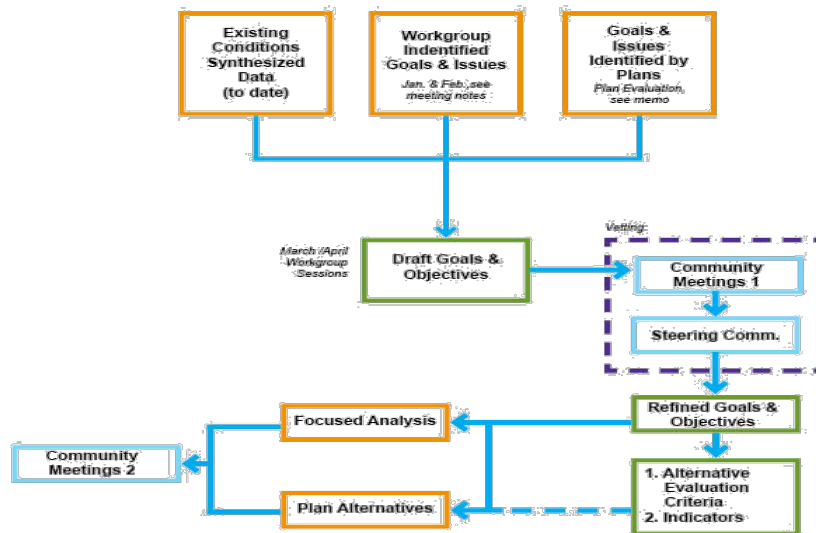 Existing
Conditions
Synthesized
Data
(to date)
Workgroup
Indentified
Goals & Issues
Jan. & Feb.,see
meeting notes
Goals &
Issues
Identified by
Plans
Plan Evaluation,
see memo
March /April
Workgroup
Sessions
Draft Goals &
Objectives
Vetting
Community
Meetings 1
Steering Comm.
Refined Goals &
Objectives
Focused Analysis
Community
Meetings 2
Plan Alternatives
1. Alternative
Evaluation
Criteria
2. Indicators